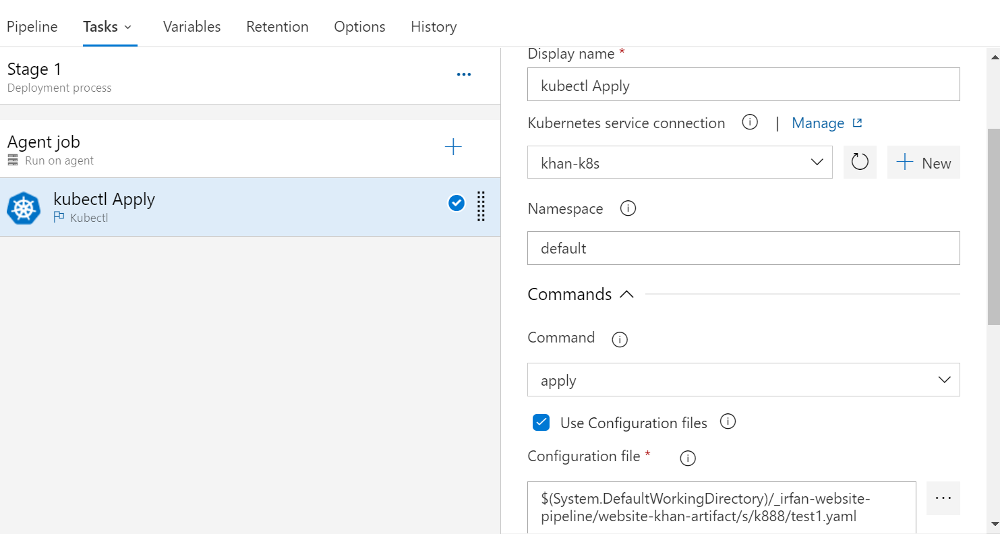 Pipeline Tasks Variables Retention Options History
Stage 1
Deployment process
Agent job
Run on agent
kubectl Apply
Kubectl
Display name *
kubectl Apply
Kubernetes service connection | Manage
khan-k8s New
Namespace
default
Commands
Command
apply
Use Configuration files
Configuration file *
$(System.DefaultWorkingDirectory)/_irfan-website-
pipeline/website-khan-artifact/s/k888/test1.yaml